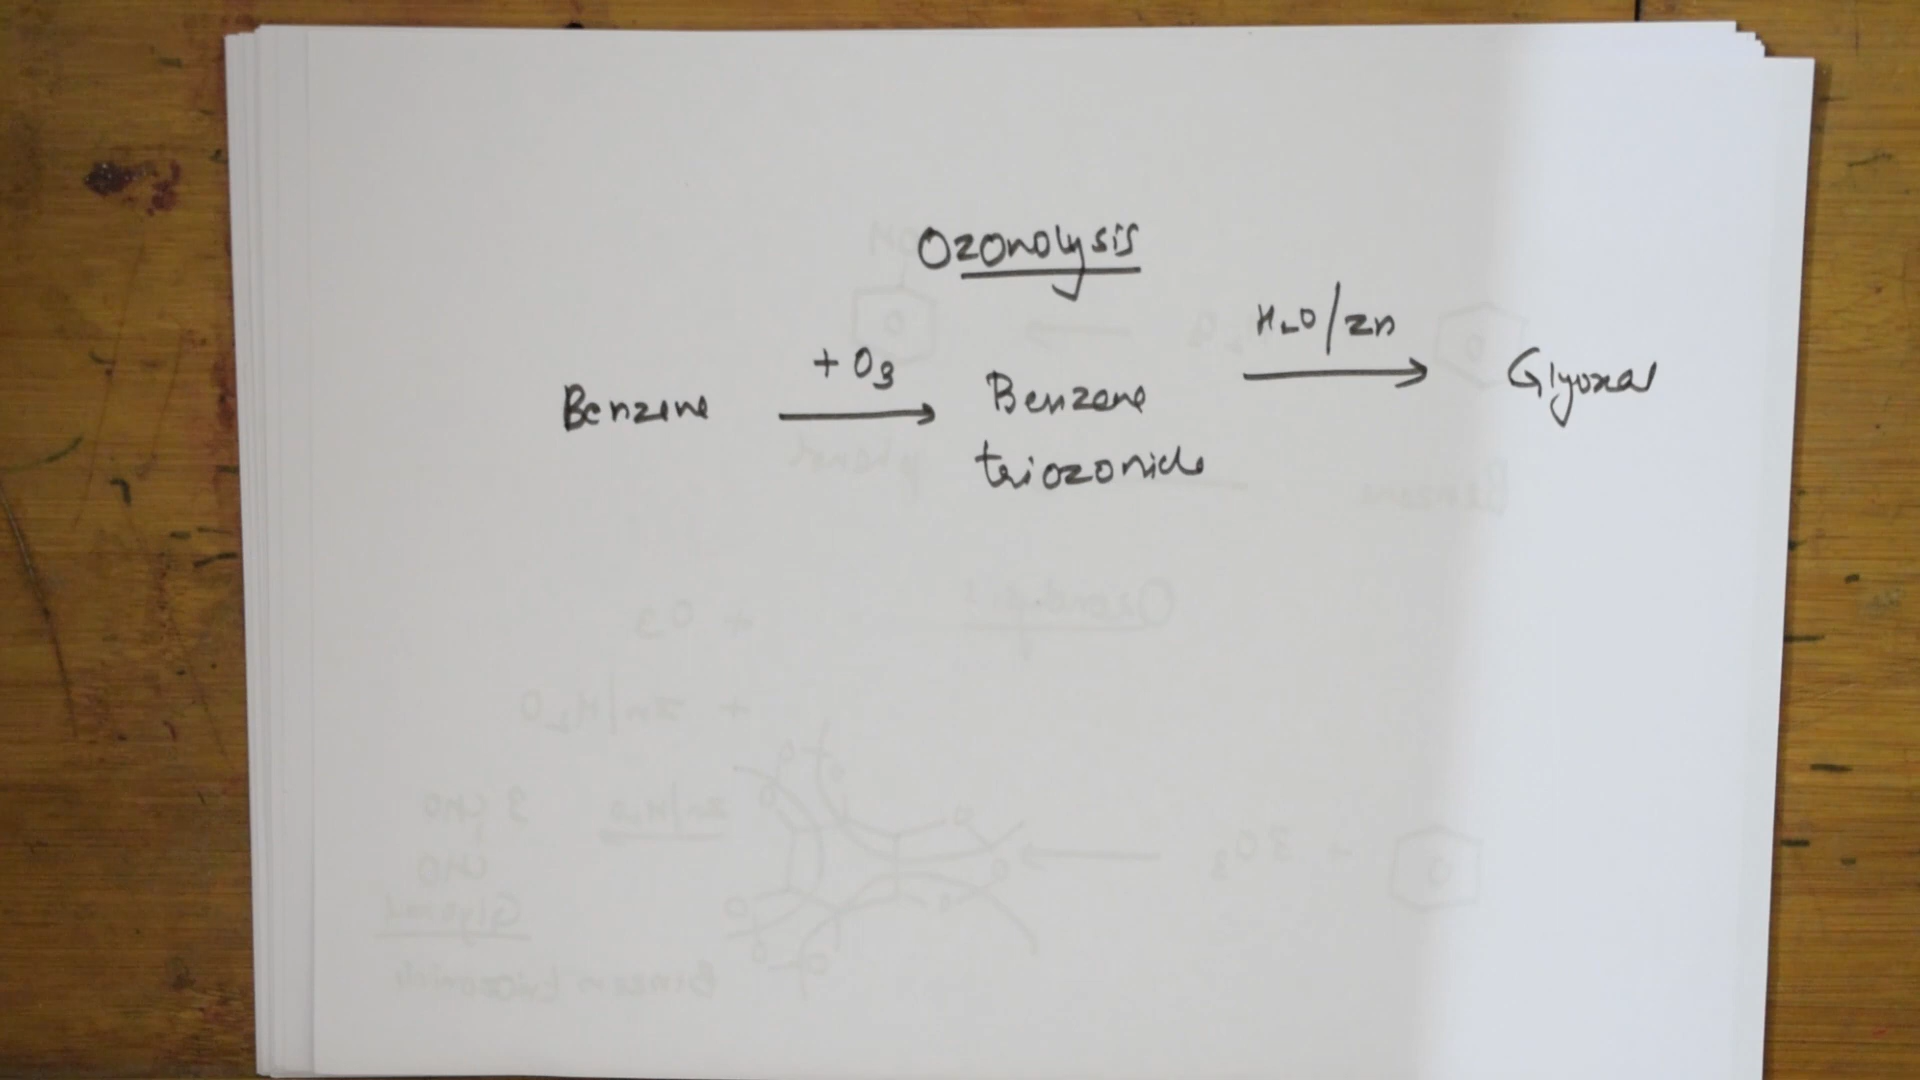 Ozonolysis
Benzene + O3 → Benzene triozonide H2O/Zn → Glyoxal